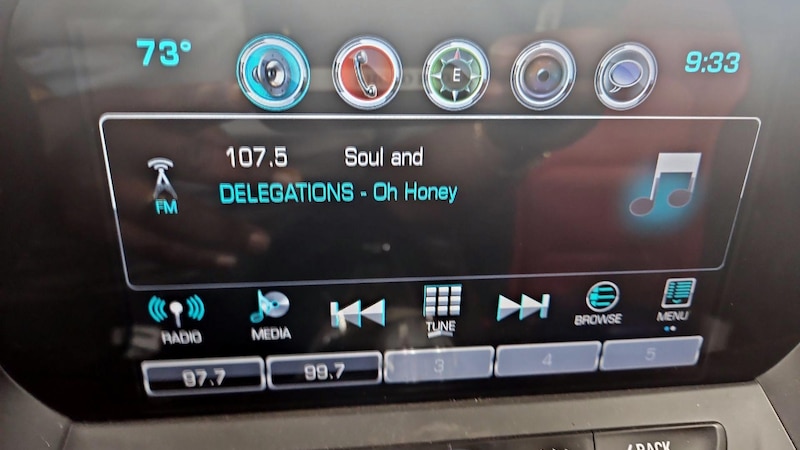 73° 9:33
E
107.5 Soul and
FM DELEGATIONS - Oh Honey
RADIO MEDIA TUNE BROWSE MENU
97.7 99.7 3 4 5
BACK